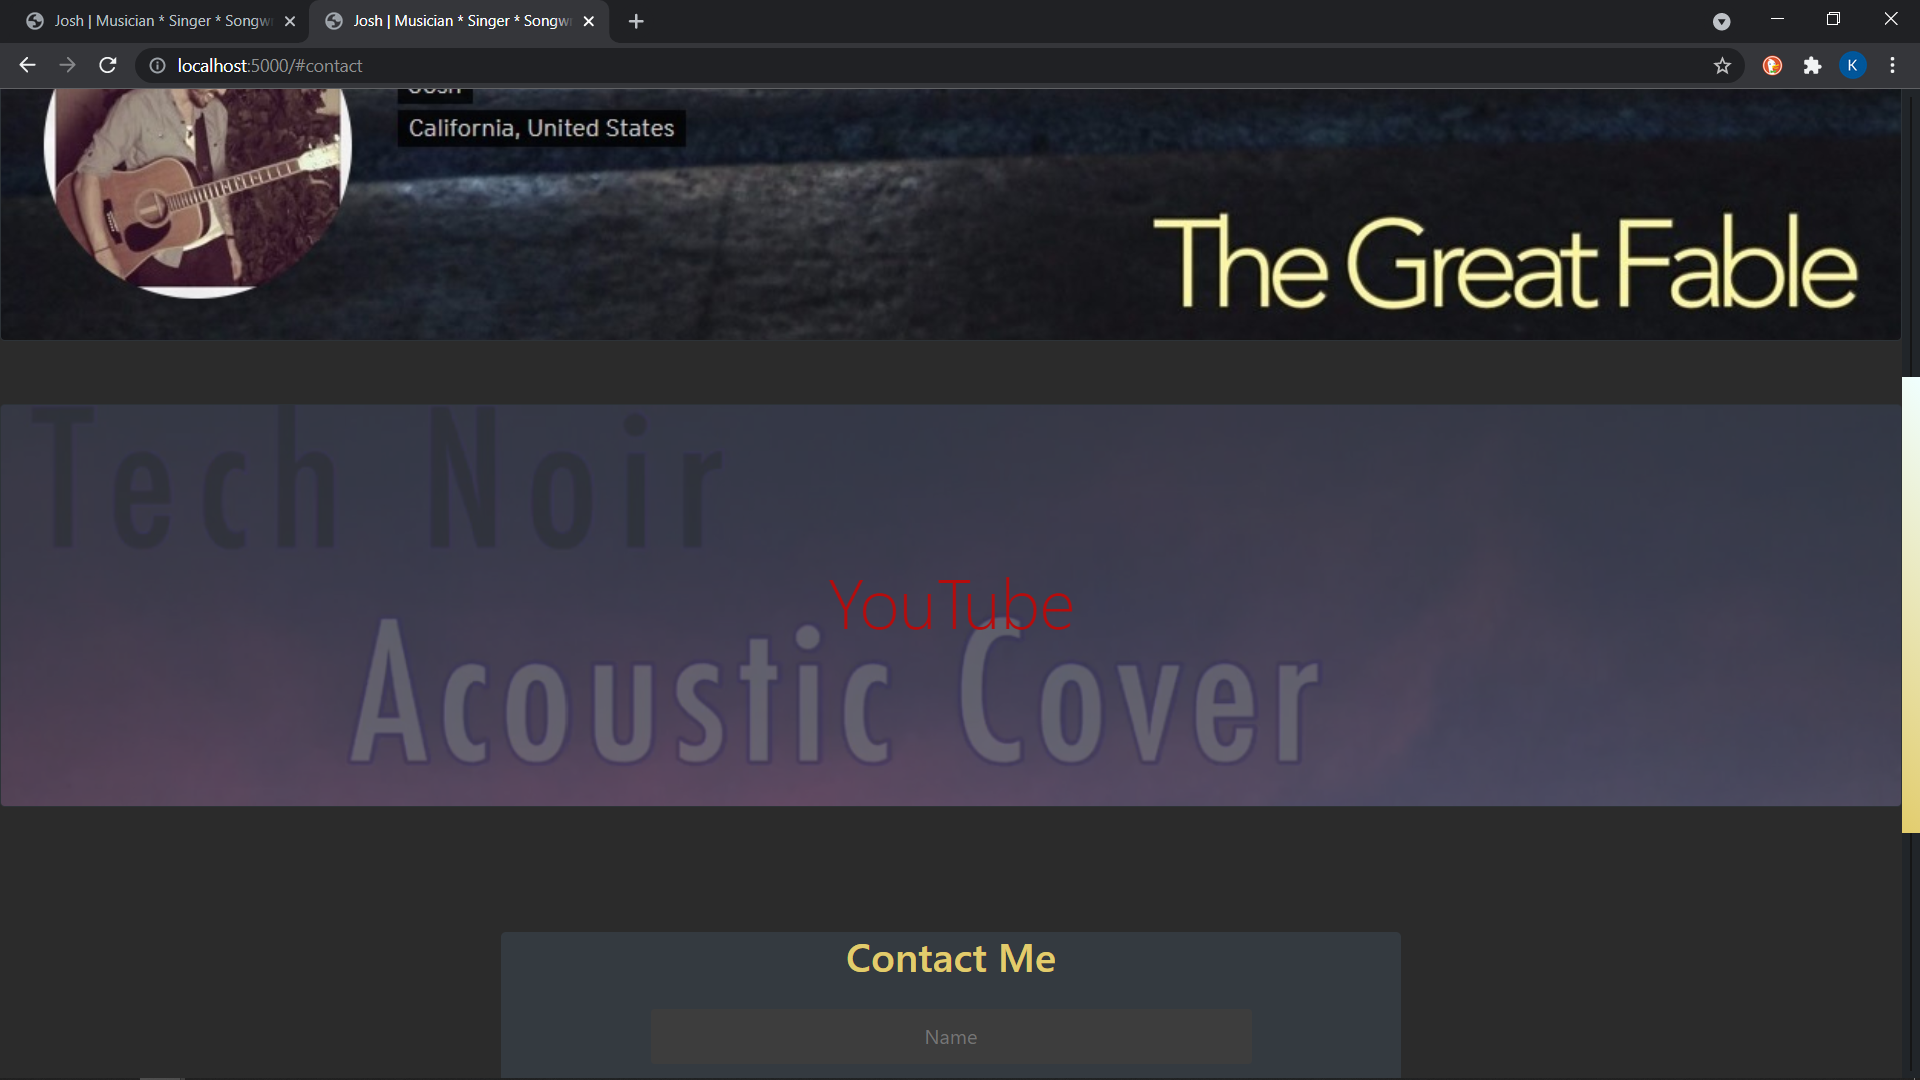 Josh | Musician * Singer * Songw
Josh | Musician * Singer * Songw
localhost:5000/#contact
K
Josh
California, United States
The Great Fable
Tech Noir
YouTube
Acoustic Cover
Contact Me
Name